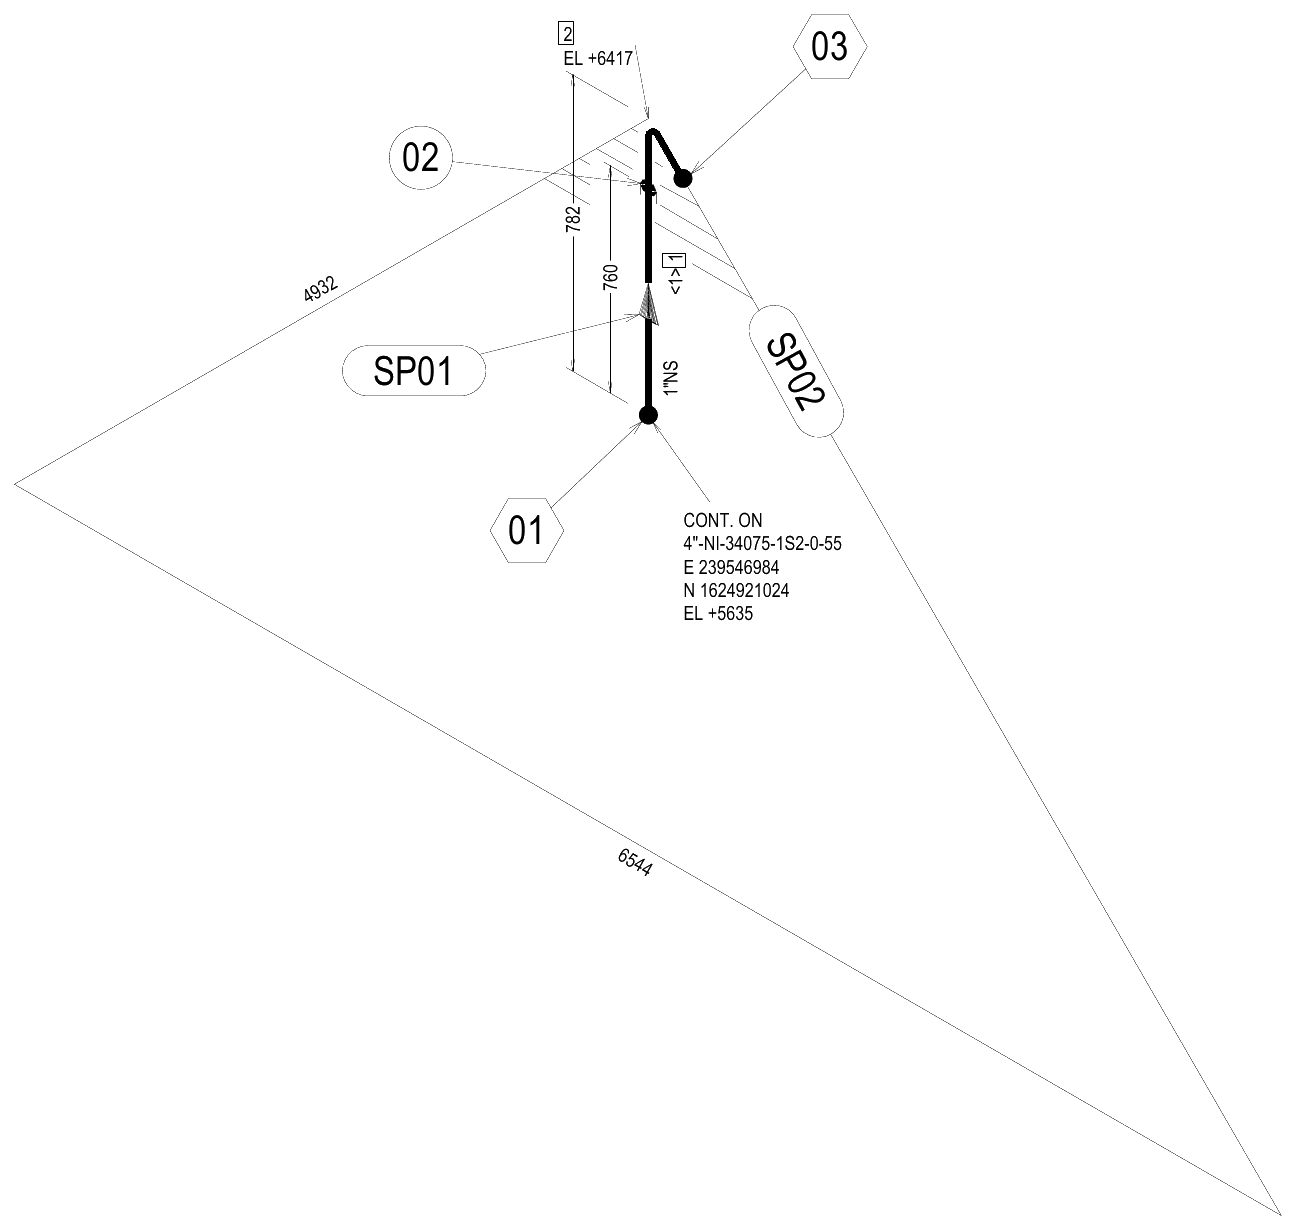 2
EL +6417
03
02
782
760
4932
<1> 1
SP01
SP02
1"NS
01
CONT. ON
4"-NI-34075-1S2-0-55
E 239546984
N 1624921024
EL +5635
6544